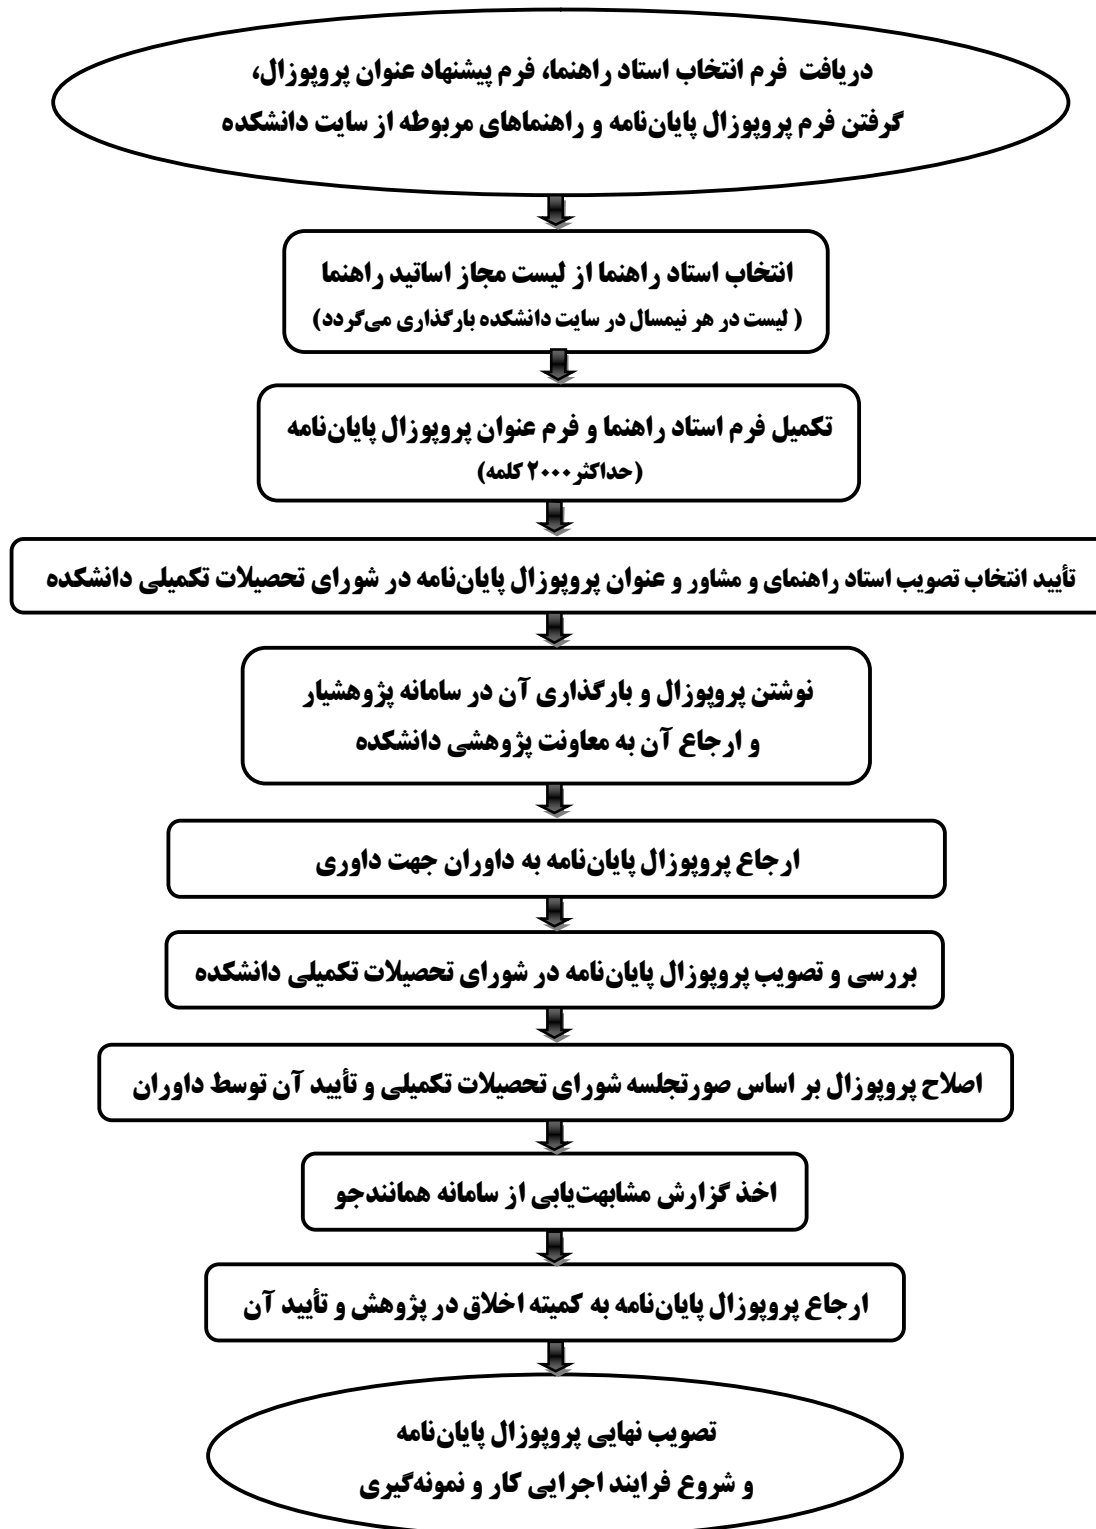 دریافت فرم انتخاب استاد راهنما، فرم پیشنهاد عنوان پروپوزال،
گرفتن فرم پروپوزال پایان‌نامه و راهنماهای مربوطه از سایت دانشکده
انتخاب استاد راهنما از لیست مجاز اساتید راهنما
( لیست در هر نیمسال در سایت دانشکده بارگذاری می‌گردد)
تکمیل فرم استاد راهنما و فرم عنوان پروپوزال پایان‌نامه
(حداکثر ۲۰۰۰ کلمه)
تأیید انتخاب تصویب استاد راهنمای و مشاور و عنوان پروپوزال پایان‌نامه در شورای تحصیلات تکمیلی دانشکده
نوشتن پروپوزال و بارگذاری آن در سامانه پژوهشیار
و ارجاع آن به معاونت پژوهشی دانشکده
ارجاع پروپوزال پایان‌نامه به داوران جهت داوری
بررسی و تصویب پروپوزال پایان‌نامه در شورای تحصیلات تکمیلی دانشکده
اصلاح پروپوزال بر اساس صورتجلسه شورای تحصیلات تکمیلی و تأیید آن توسط داوران
اخذ گزارش مشابهت‌یابی از سامانه همانندجو
ارجاع پروپوزال پایان‌نامه به کمیته اخلاق در پژوهش و تأیید آن
تصویب نهایی پروپوزال پایان‌نامه
و شروع فرایند اجرایی کار و نمونه‌گیری